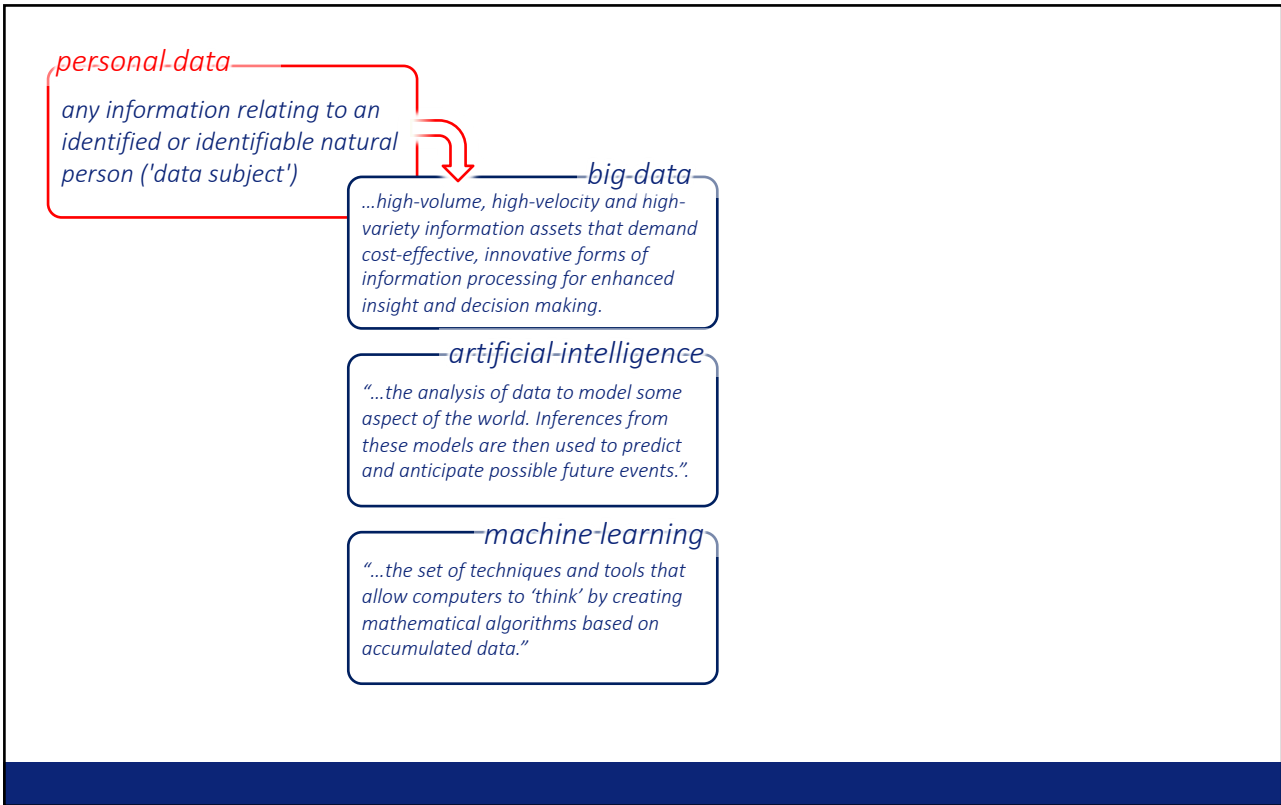 personal data
any information relating to an
identified or identifiable natural
person ('data subject')
big data
…high-volume, high-velocity and high-
variety information assets that demand
cost-effective, innovative forms of
information processing for enhanced
insight and decision making.
artificial intelligence
“…the analysis of data to model some
aspect of the world. Inferences from
these models are then used to predict
and anticipate possible future events.”.
machine learning
“…the set of techniques and tools that
allow computers to ‘think’ by creating
mathematical algorithms based on
accumulated data.”